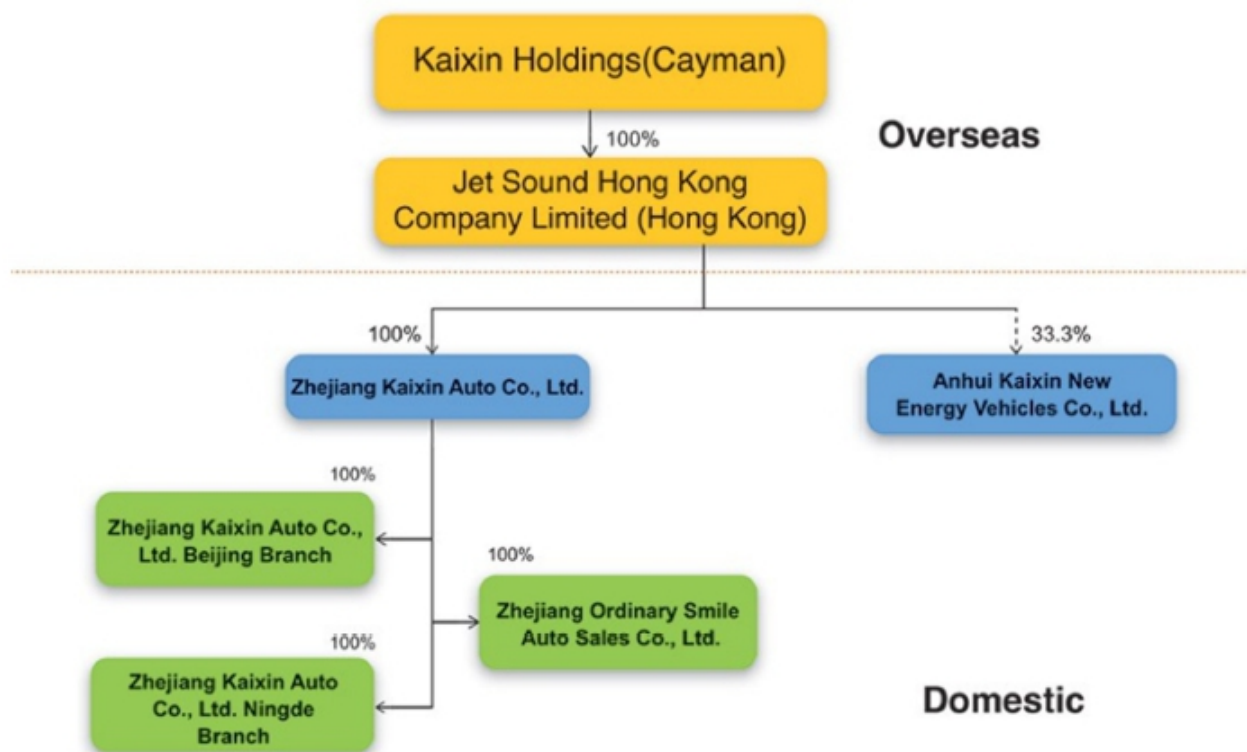 Kaixin Holdings(Cayman)
100%
Overseas
Jet Sound Hong Kong
Company Limited (Hong Kong)
100%
33.3%
Zhejiang Kaixin Auto Co., Ltd.
Anhui Kaixin New
Energy Vehicles Co., Ltd.
100%
Zhejiang Kaixin Auto Co.,
Ltd. Beijing Branch
100%
Zhejiang Ordinary Smile
Auto Sales Co., Ltd.
100%
Zhejiang Kaixin Auto
Co., Ltd. Ningde
Branch
Domestic